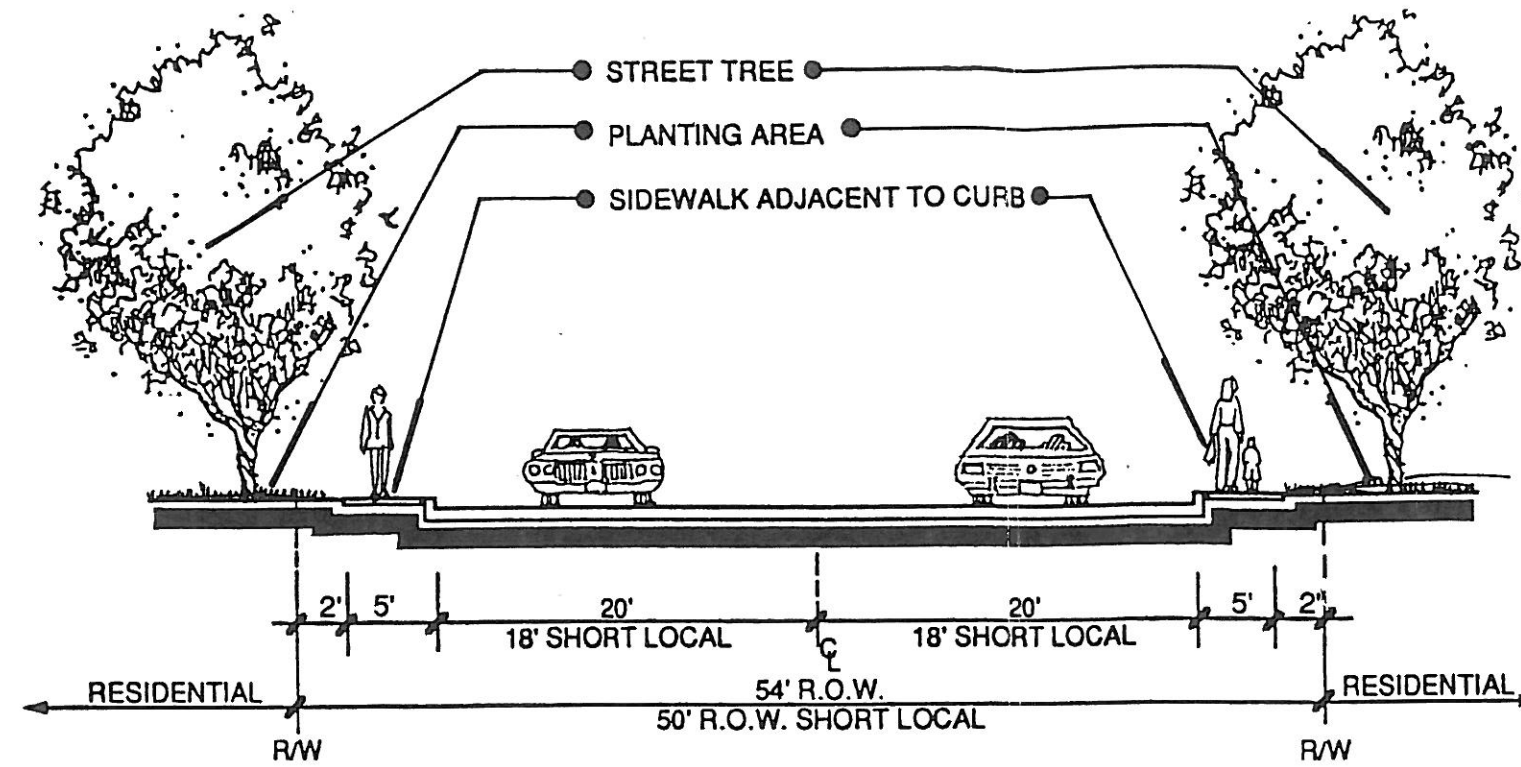 STREET TREE
PLANTING AREA
SIDEWALK ADJACENT TO CURB
2' 5' 20' 20' 5' 2'
18' SHORT LOCAL 18' SHORT LOCAL
℄
RESIDENTIAL 54' R.O.W. RESIDENTIAL
50' R.O.W. SHORT LOCAL
R/W R/W